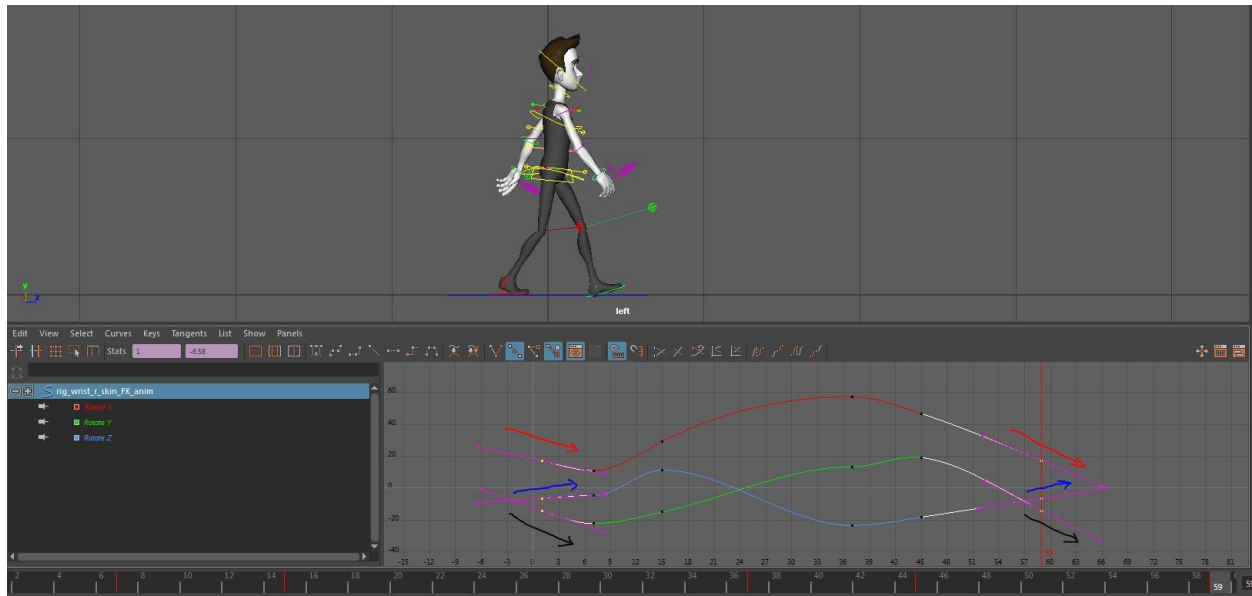 y
z
left
Edit View Select Curves Keys Tangents List Show Panels
Stats 1 -6.58
rig_wrist_r_skin_FK_anim
Rotate X
Rotate Y
Rotate Z
60
40
20
0
-20
-40
-15 -12 -9 -6 -3 0 3 6 9 12 15 18 21 24 27 30 33 36 39 42 45 48 51 54 57 60 63 66 69 72 75 78 81
2 4 6 8 10 12 14 16 18 20 22 24 26 28 30 32 34 36 38 40 42 44 46 48 50 52 54 56 58
59